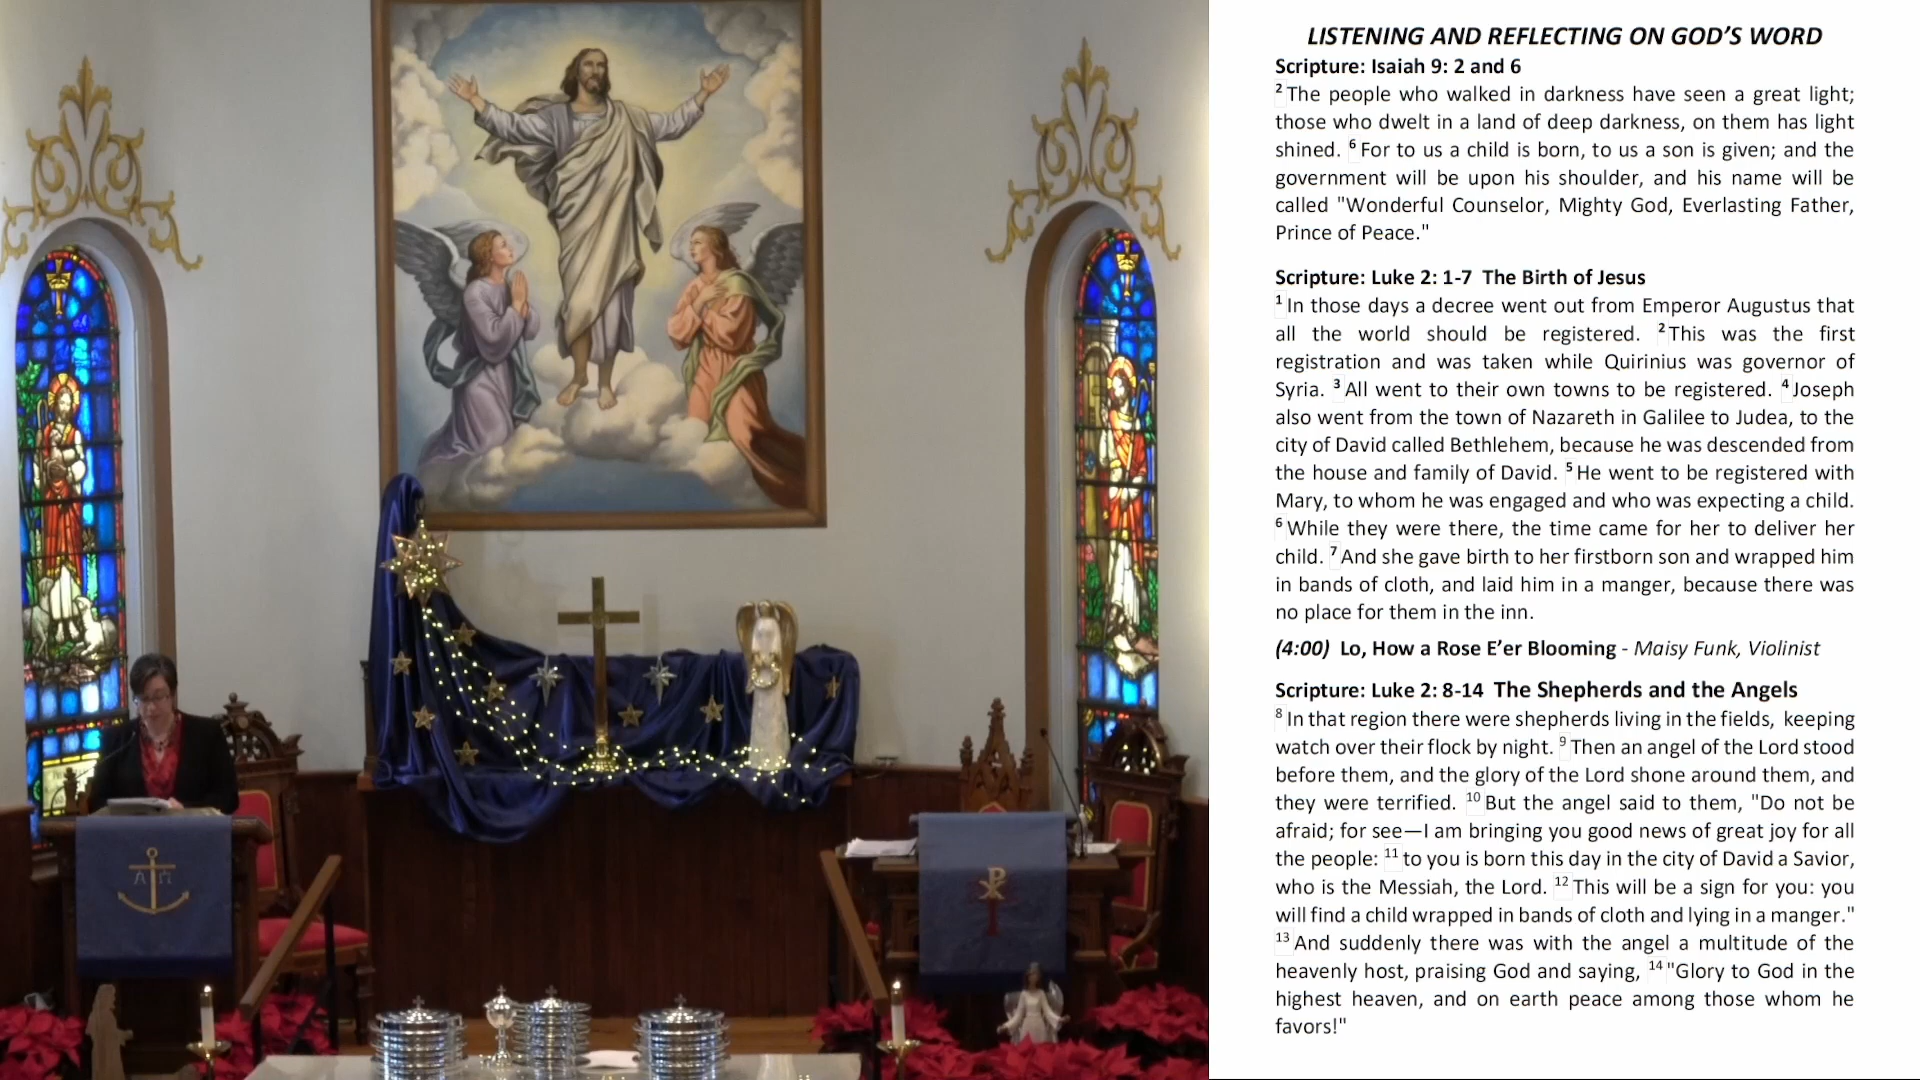 LISTENING AND REFLECTING ON GOD'S WORD
Scripture: Isaiah 9: 2 and 6
2 The people who walked in darkness have seen a great light;
those who dwelt in a land of deep darkness, on them has light
shined. 6 For to us a child is born, to us a son is given; and the
government will be upon his shoulder, and his name will be
called "Wonderful Counselor, Mighty God, Everlasting Father,
Prince of Peace."
Scripture: Luke 2: 1-7 The Birth of Jesus
1 In those days a decree went out from Emperor Augustus that
all the world should be registered. 2 This was the first
registration and was taken while Quirinius was governor of
Syria. 3 All went to their own towns to be registered. 4 Joseph
also went from the town of Nazareth in Galilee to Judea, to the
city of David called Bethlehem, because he was descended from
the house and family of David. 5 He went to be registered with
Mary, to whom he was engaged and who was expecting a child.
6 While they were there, the time came for her to deliver her
child. 7 And she gave birth to her firstborn son and wrapped him
in bands of cloth, and laid him in a manger, because there was
no place for them in the inn.
(4:00) Lo, How a Rose E'er Blooming - Maisy Funk, Violinist
Scripture: Luke 2: 8-14 The Shepherds and the Angels
8 In that region there were shepherds living in the fields, keeping
watch over their flock by night. 9 Then an angel of the Lord stood
before them, and the glory of the Lord shone around them, and
they were terrified. 10 But the angel said to them, "Do not be
afraid; for see—I am bringing you good news of great joy for all
the people: 11 to you is born this day in the city of David a Savior,
who is the Messiah, the Lord. 12 This will be a sign for you: you
will find a child wrapped in bands of cloth and lying in a manger."
13 And suddenly there was with the angel a multitude of the
heavenly host, praising God and saying, 14 "Glory to God in the
highest heaven, and on earth peace among those whom he
favors!"